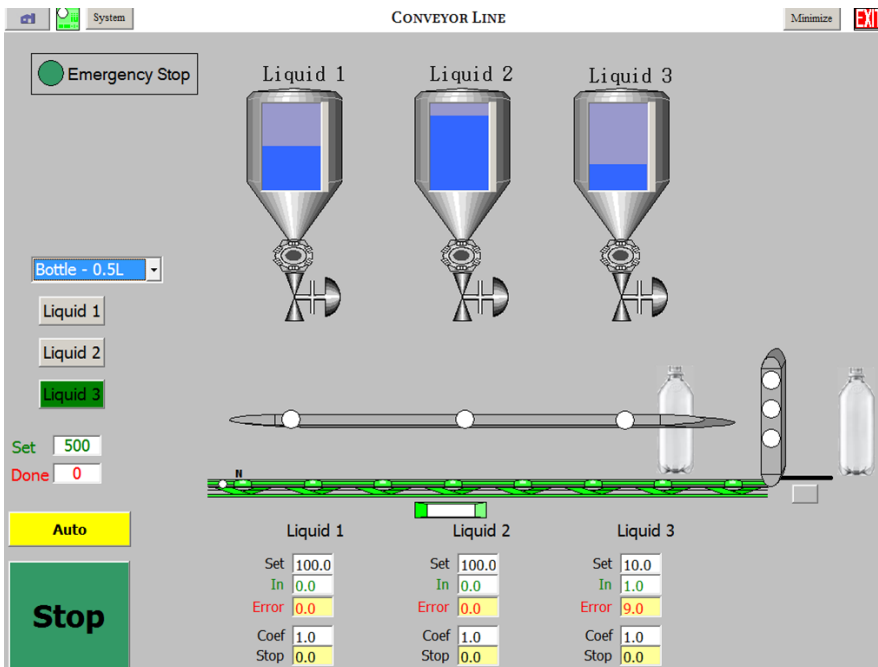 System
CONVEYOR LINE
Minimize
EXIT
Emergency Stop
Liquid 1
Liquid 2
Liquid 3
Bottle - 0.5L
Liquid 1
Liquid 2
Liquid 3
Set 500
Done 0
N
Auto
Stop
Liquid 1
Set 100.0
In 0.0
Error 0.0
Coef 1.0
Stop 0.0
Liquid 2
Set 100.0
In 0.0
Error 0.0
Coef 1.0
Stop 0.0
Liquid 3
Set 10.0
In 1.0
Error 9.0
Coef 1.0
Stop 0.0